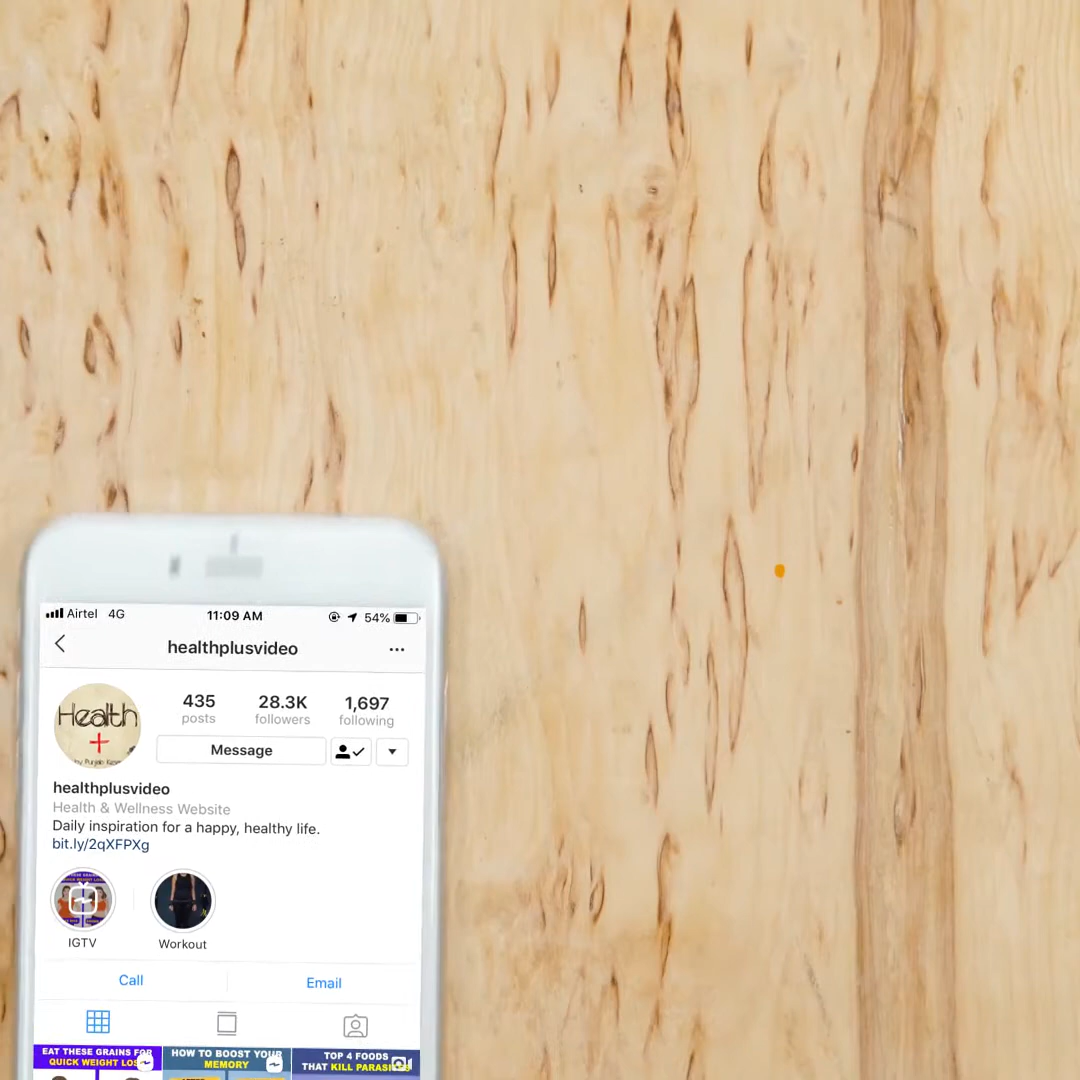 Airtel 4G 11:09 AM 54%
healthplusvideo
435 28.3K 1,697
posts followers following
Health
Message
healthplusvideo
Health & Wellness Website
Daily inspiration for a happy, healthy life.
bit.ly/2qXFPXg
IGTV Workout
Call Email
EAT THESE GRAINS FOR HOW TO BOOST YOUR TOP 4 FOODS
QUICK WEIGHT LOSS MEMORY THAT KILL PARASITES